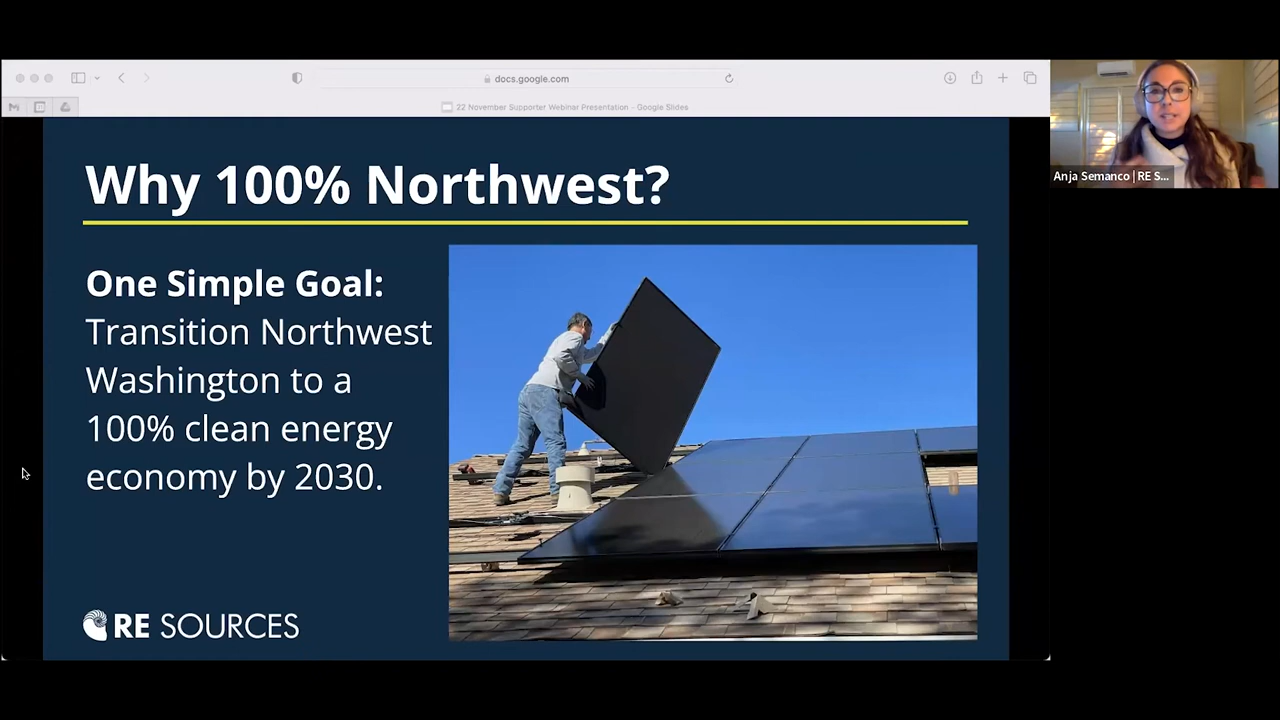 docs.google.com
22 November Supporter Webinar Presentation - Google Slides
Anja Semanco | RE S...
Why 100% Northwest?
One Simple Goal:
Transition Northwest
Washington to a
100% clean energy
economy by 2030.
RE SOURCES